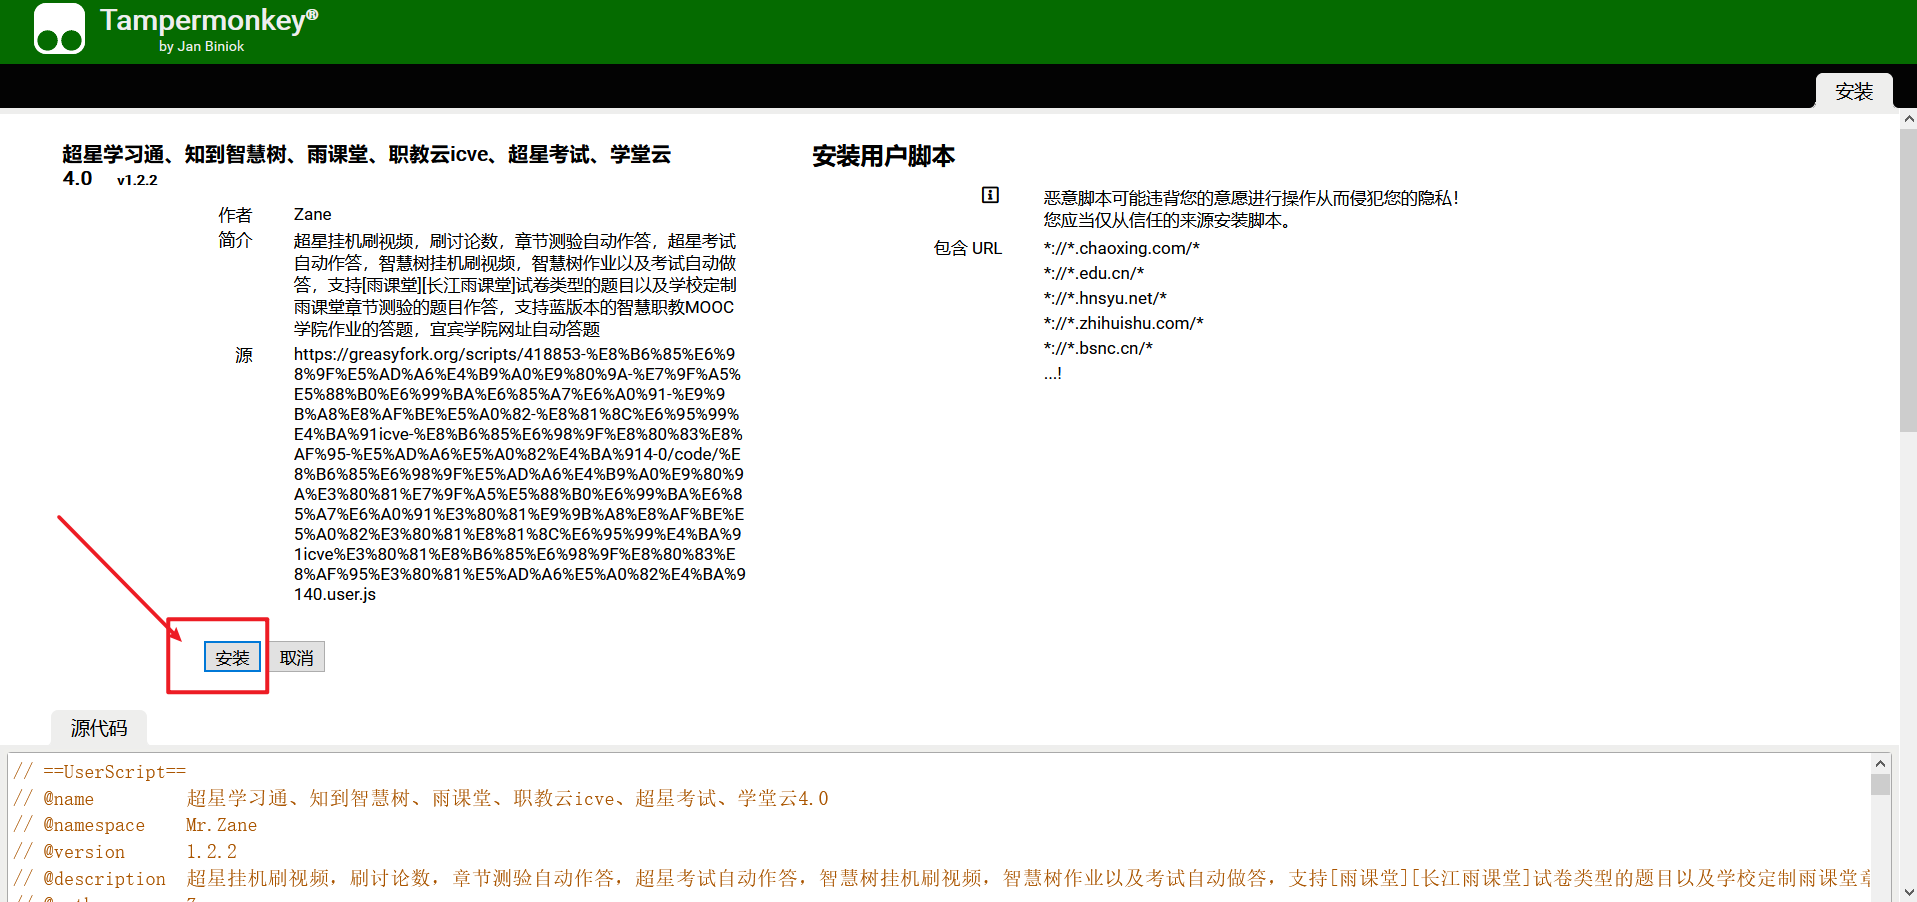 Tampermonkey®
by Jan Biniok
安装
超星学习通、知到智慧树、雨课堂、职教云icve、超星考试、学堂云
4.0 v1.2.2
作者 Zane
简介 超星挂机刷视频，刷讨论数，章节测验自动作答，超星考试
自动作答，智慧树挂机刷视频，智慧树作业以及考试自动做
答，支持[雨课堂][长江雨课堂]试卷类型的题目以及学校定制
雨课堂章节测验的题目作答，支持蓝版本的智慧职教MOOC
学院作业的答题，宜宾学院网址自动答题
源 https://greasyfork.org/scripts/418853-%E8%B6%85%E6%9
8%9F%E5%AD%A6%E4%B9%A0%E9%80%9A-%E7%9F%A5%
E5%88%B0%E6%99%BA%E6%85%A7%E6%A0%91-%E9%9
B%A8%E8%AF%BE%E5%A0%82-%E8%81%8C%E6%95%99%
E4%BA%91icve-%E8%B6%85%E6%98%9F%E8%80%83%E8%
AF%95-%E5%AD%A6%E5%A0%82%E4%BA%914-0/code/%E
8%B6%85%E6%98%9F%E5%AD%A6%E4%B9%A0%E9%80%9
A%E3%80%81%E7%9F%A5%E5%88%B0%E6%99%BA%E6%8
5%A7%E6%A0%91%E3%80%81%E9%9B%A8%E8%AF%BE%E
5%A0%82%E3%80%81%E8%81%8C%E6%95%99%E4%BA%9
1icve%E3%80%81%E8%B6%85%E6%98%9F%E8%80%83%E
8%AF%95%E3%80%81%E5%AD%A6%E5%A0%82%E4%BA%9
140.user.js
安装 取消
安装用户脚本
恶意脚本可能违背您的意愿进行操作从而侵犯您的隐私！
您应当仅从信任的来源安装脚本。
包含 URL *://*.chaoxing.com/*
*://*.edu.cn/*
*://*.hnsyu.net/*
*://*.zhihuishu.com/*
*://*.bsnc.cn/*
...!
源代码
// ==UserScript==
// @name 超星学习通、知到智慧树、雨课堂、职教云icve、超星考试、学堂云4.0
// @namespace Mr.Zane
// @version 1.2.2
// @description 超星挂机刷视频，刷讨论数，章节测验自动作答，超星考试自动作答，智慧树挂机刷视频，智慧树作业以及考试自动做答，支持[雨课堂][长江雨课堂]试卷类型的题目以及学校定制雨课堂章